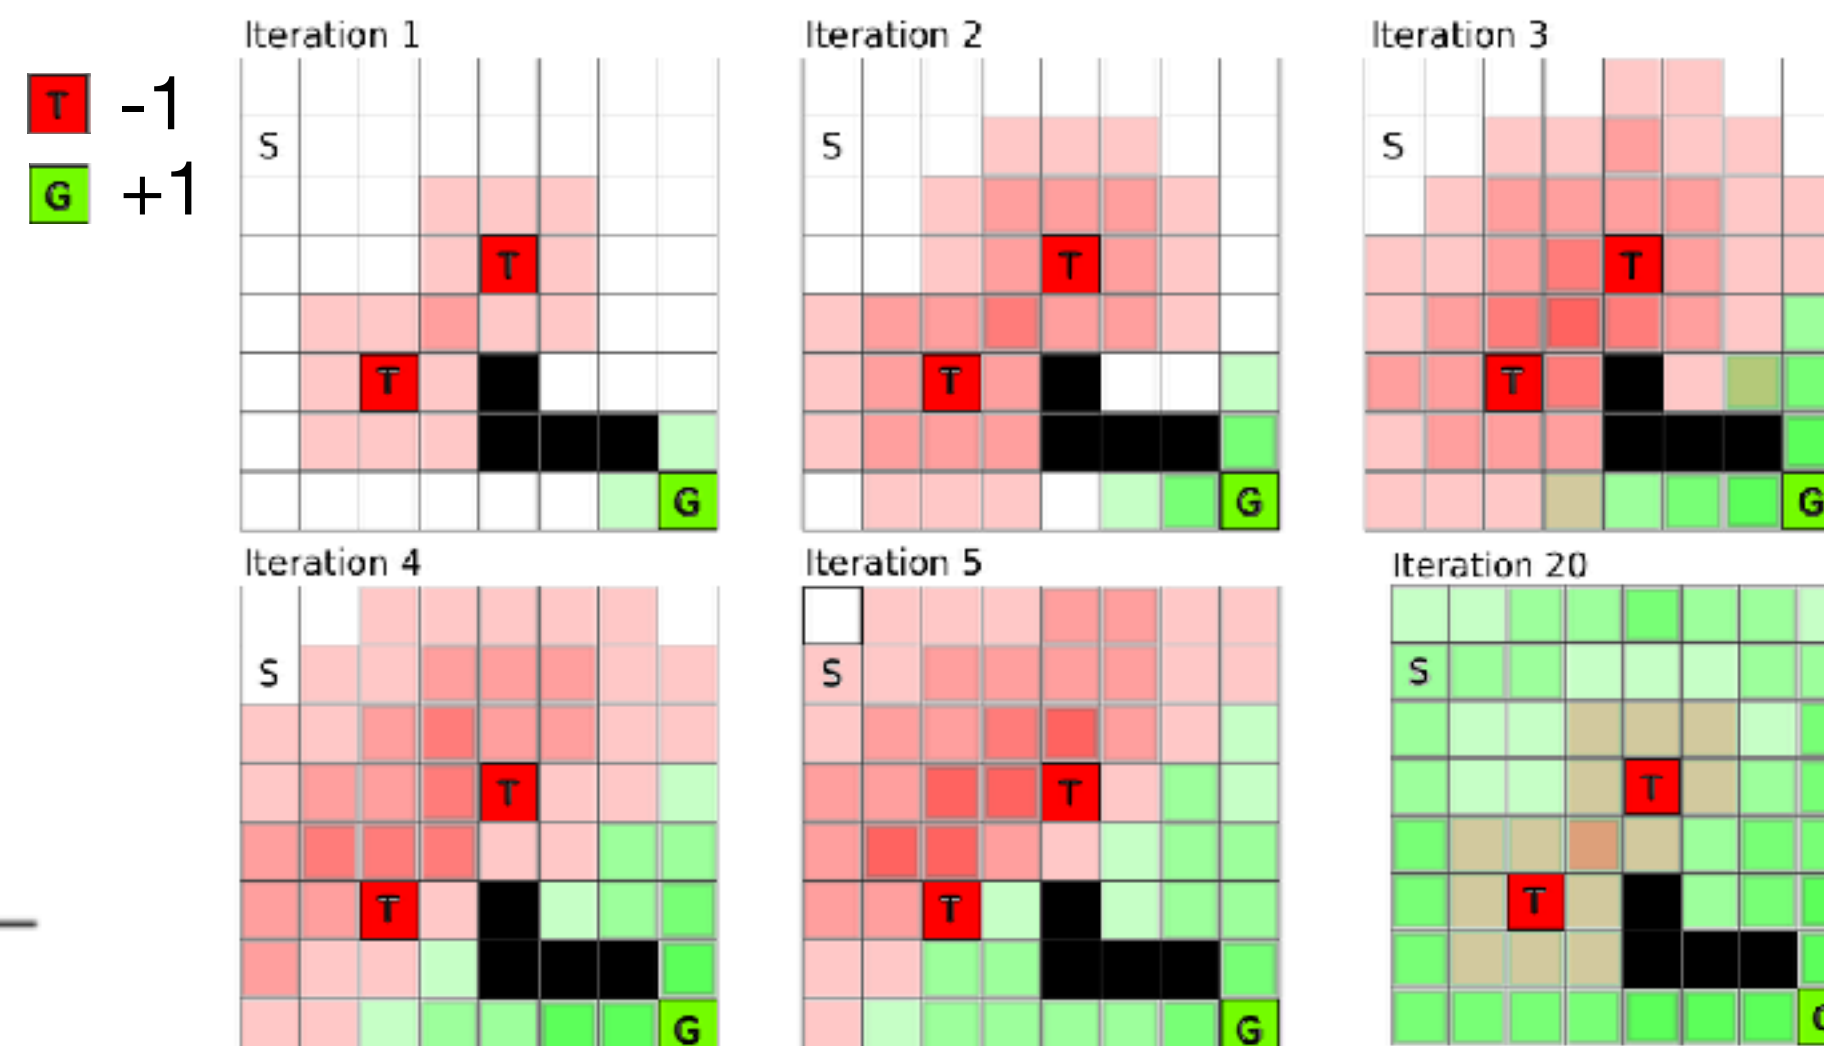 Iteration 1
Iteration 2
Iteration 3
T -1
G +1
S
S
S
T
T
T
T
T
T
G
G
G
Iteration 4
Iteration 5
Iteration 20
S
S
S
T
T
T
T
T
T
G
G